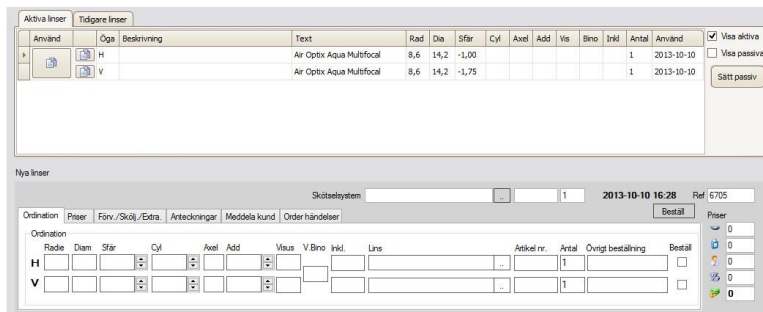 Aktiva linser Tidigare linser
Använd Öga Beskrivning Text Rad Dia Sfär Cyl Axel Add Vis Bino Inkl Antal Använd Visa aktiva
H Air Optix Aqua Multifocal 8,6 14,2 -1,00 1 2013-10-10 Visa passiva
V Air Optix Aqua Multifocal 8,6 14,2 -1,75 1 2013-10-10 Sätt passiv
Nya linser
Skötselsystem .. 1 2013-10-10 16:28 Ref 6705
Ordination Priser Förv./Skölj./Extra. Anteckningar Meddela kund Order händelser Beställ Priser
0
Ordination
Radie Diam Sfär Cyl Axel Add Visus V.Bino Inkl. Lins Artikel nr. Antal Övrigt beställning Beställ 0
H .. 1 0
V .. 1 0
0